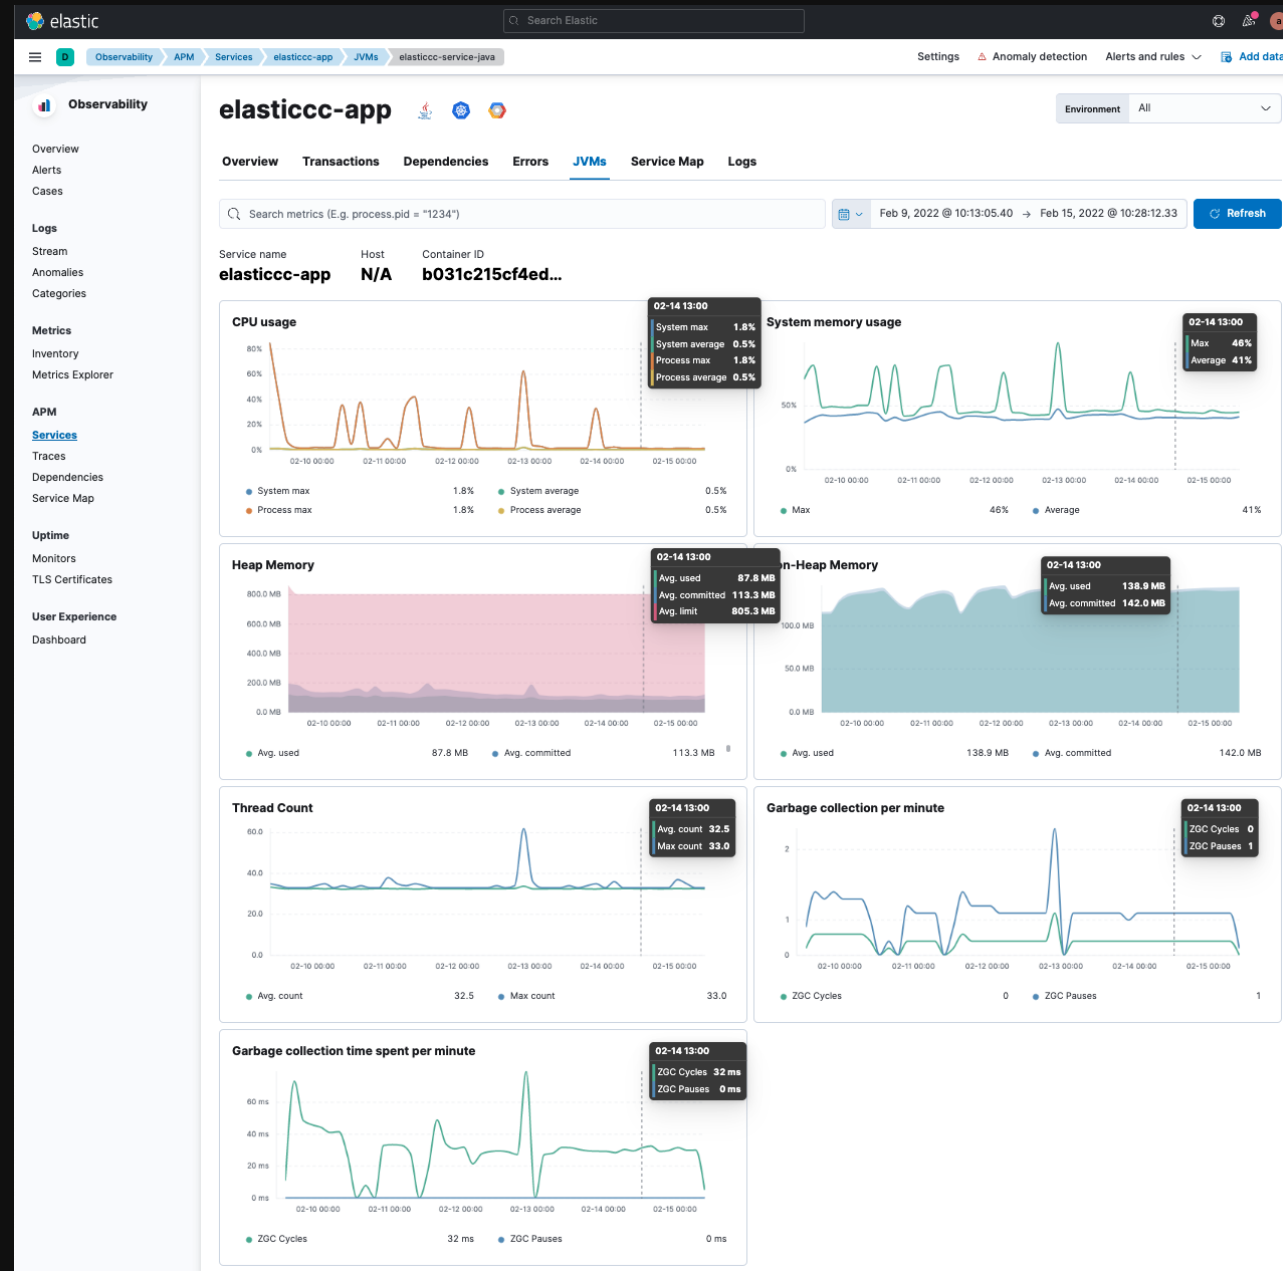 elastic
Search Elastic
a
D
Observability
APM
Services
elasticcc-app
JVMs
elasticcc-service-java
Settings
Anomaly detection
Alerts and rules
Add data
Observability
Overview
Alerts
Cases
Logs
Stream
Anomalies
Categories
Metrics
Inventory
Metrics Explorer
APM
Services
Traces
Dependencies
Service Map
Uptime
Monitors
TLS Certificates
User Experience
Dashboard
elasticcc-app
Environment All
Overview Transactions Dependencies Errors JVMs Service Map Logs
Search metrics (E.g. process.pid = "1234")
Feb 9, 2022 @ 10:13:05.40 → Feb 15, 2022 @ 10:28:12.33
Refresh
Service name Host Container ID
elasticcc-app N/A b031c215cf4ed...
CPU usage
80%
60%
40%
20%
0%
02-10 00:00 02-11 00:00 02-12 00:00 02-13 00:00 02-14 00:00 02-15 00:00
02-14 13:00
System max 1.8%
System average 0.5%
Process max 1.8%
Process average 0.5%
System max 1.8% System average 0.5%
Process max 1.8% Process average 0.5%
System memory usage
50%
0%
02-10 00:00 02-11 00:00 02-12 00:00 02-13 00:00 02-14 00:00 02-15 00:00
02-14 13:00
Max 46%
Average 41%
Max 46% Average 41%
Heap Memory
800.0 MB
600.0 MB
400.0 MB
200.0 MB
0.0 MB
02-10 00:00 02-11 00:00 02-12 00:00 02-13 00:00 02-14 00:00 02-15 00:00
02-14 13:00
Avg. used 87.8 MB
Avg. committed 113.3 MB
Avg. limit 805.3 MB
Avg. used 87.8 MB Avg. committed 113.3 MB
on-Heap Memory
100.0 MB
50.0 MB
0.0 MB
02-10 00:00 02-11 00:00 02-12 00:00 02-13 00:00 02-14 00:00 02-15 00:00
02-14 13:00
Avg. used 138.9 MB
Avg. committed 142.0 MB
Avg. used 138.9 MB Avg. committed 142.0 MB
Thread Count
60.0
40.0
20.0
0.0
02-10 00:00 02-11 00:00 02-12 00:00 02-13 00:00 02-14 00:00 02-15 00:00
02-14 13:00
Avg. count 32.5
Max count 33.0
Avg. count 32.5 Max count 33.0
Garbage collection per minute
2
1
0
02-10 00:00 02-11 00:00 02-12 00:00 02-13 00:00 02-14 00:00 02-15 00:00
02-14 13:00
ZGC Cycles 0
ZGC Pauses 1
ZGC Cycles 0 ZGC Pauses 1
Garbage collection time spent per minute
60 ms
40 ms
20 ms
0 ms
02-10 00:00 02-11 00:00 02-12 00:00 02-13 00:00 02-14 00:00 02-15 00:00
02-14 13:00
ZGC Cycles 32 ms
ZGC Pauses 0 ms
ZGC Cycles 32 ms ZGC Pauses 0 ms